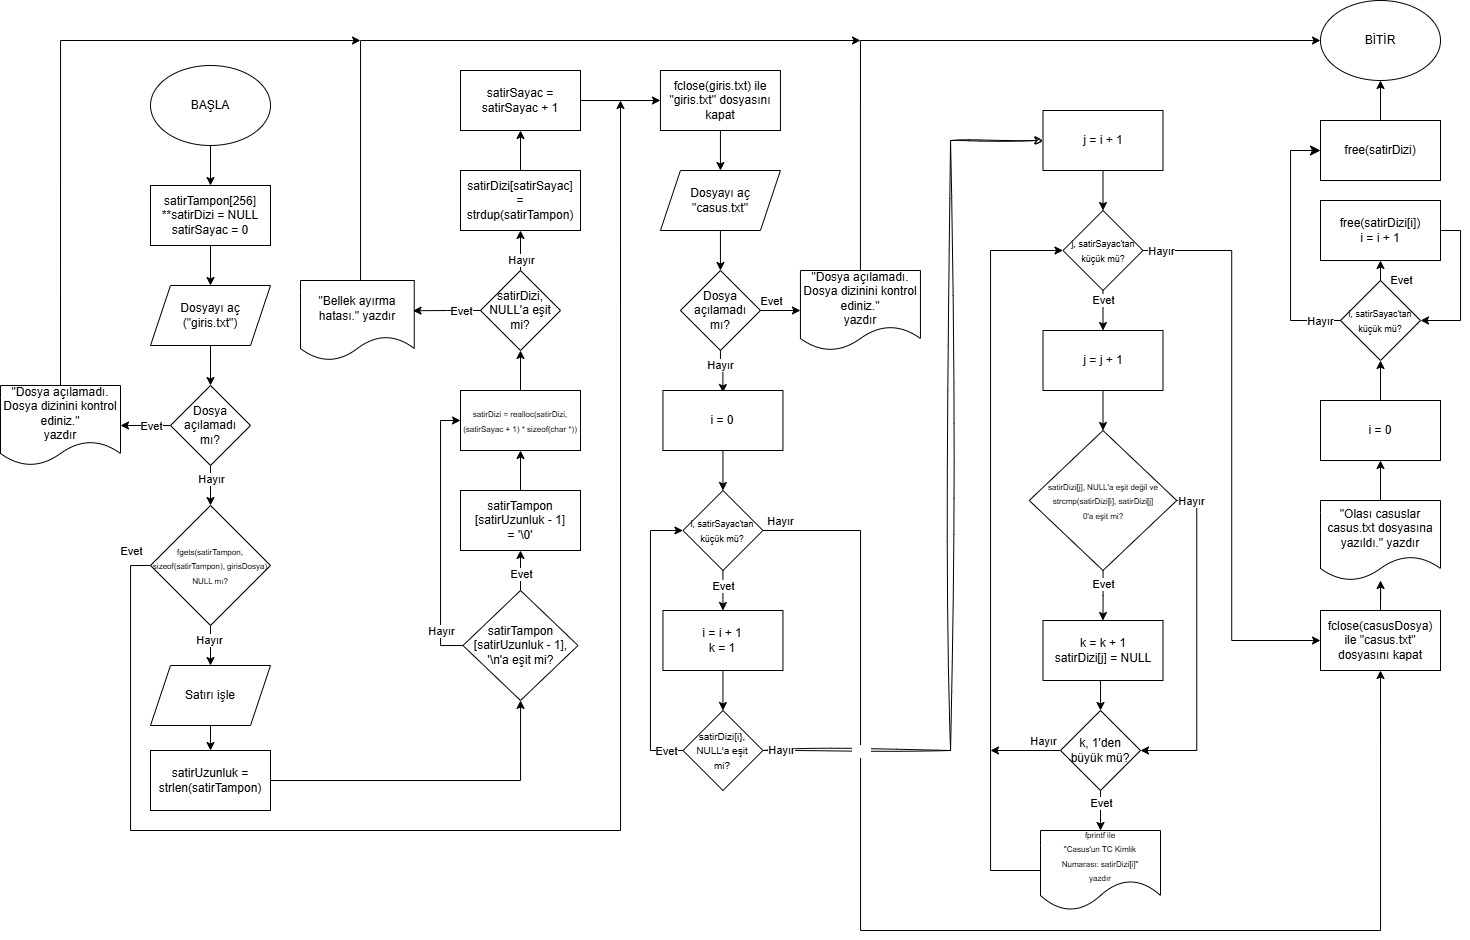 BAŞLA
satirTampon[256]
**satirDizi = NULL
satirSayac = 0
Dosyayı aç
("giris.txt")
Dosya
açılamadı
mı?
Evet
"Dosya açılamadı.
Dosya dizinini kontrol
ediniz."
yazdır
Hayır
fgets(satirTampon,
sizeof(satirTampon), girisDosya)
NULL mı?
Evet
Hayır
Satırı işle
satirUzunluk =
strlen(satirTampon)
satirTampon
[satirUzunluk - 1],
'\n'a eşit mi?
Hayır
Evet
satirTampon
[satirUzunluk - 1]
= '\0'
satirDizi = realloc(satirDizi,
(satirSayac + 1) * sizeof(char *))
satirDizi,
NULL'a eşit
mi?
Evet
"Bellek ayırma
hatası." yazdır
Hayır
satirDizi[satirSayac]
=
strdup(satirTampon)
satirSayac =
satirSayac + 1
fclose(giris.txt) ile
"giris.txt" dosyasını
kapat
Dosyayı aç
"casus.txt"
Dosya
açılamadı
mı?
Evet
"Dosya açılamadı.
Dosya dizinini kontrol
ediniz."
yazdır
Hayır
i = 0
i, satirSayac'tan
küçük mü?
Hayır
Evet
i = i + 1
k = 1
satirDizi[i},
NULL'a eşit
mi?
Evet
Hayır
j = i + 1
j, satirSayac'tan
küçük mü?
Hayır
Evet
j = j + 1
satirDizi[j], NULL'a eşit değil ve
strcmp(satirDizi[i], satirDizi[j]
0'a eşit mi?
Hayır
Evet
k = k + 1
satirDizi[j] = NULL
k, 1'den
büyük mü?
Hayır
Evet
fprintf ile
"Casus'un TC Kimlik
Numarası: satirDizi[i]"
yazdır
fclose(casusDosya)
ile "casus.txt"
dosyasını kapat
"Olası casuslar
casus.txt dosyasına
yazıldı." yazdır
i = 0
i, satirSayac'tan
küçük mü?
Hayır
Evet
free(satirDizi[i])
i = i + 1
free(satirDizi)
BİTİR